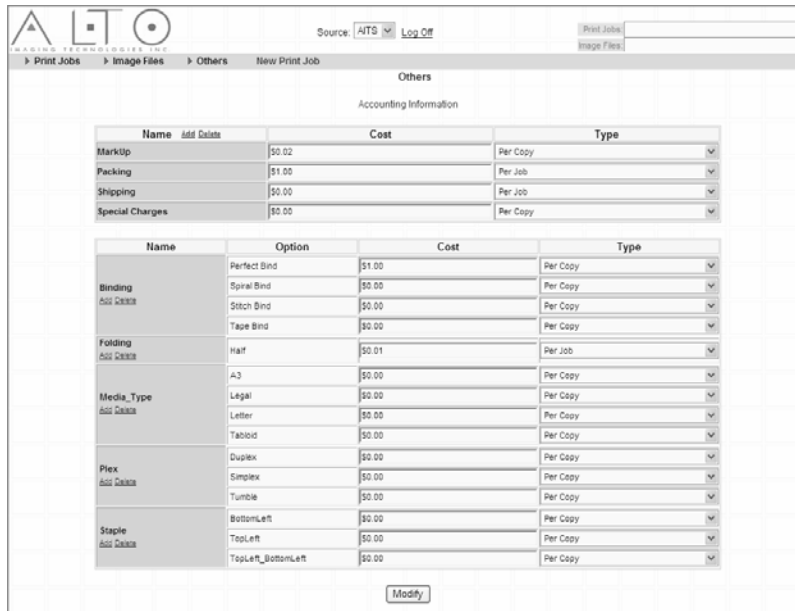 ALTO
IMAGING TECHNOLOGIES INC.
Source: AITS Log Off
Print Jobs:
Image Files:
Print Jobs Image Files Others New Print Job
Others
Accounting Information
Name Add Delete Cost Type
MarkUp $0.02 Per Copy
Packing $1.00 Per Job
Shipping $0.00 Per Job
Special Charges $0.00 Per Copy
Name Option Cost Type
Binding
Add Delete
Perfect Bind $1.00 Per Copy
Spiral Bind $0.00 Per Copy
Stitch Bind $0.00 Per Copy
Tape Bind $0.00 Per Copy
Folding
Add Delete
Half $0.01 Per Job
Media_Type
Add Delete
A3 $0.00 Per Copy
Legal $0.00 Per Copy
Letter $0.00 Per Copy
Tabloid $0.00 Per Copy
Plex
Add Delete
Duplex $0.00 Per Copy
Simplex $0.00 Per Copy
Tumble $0.00 Per Copy
Staple
Add Delete
BottomLeft $0.00 Per Copy
TopLeft $0.00 Per Copy
TopLeft_BottomLeft $0.00 Per Copy
Modify